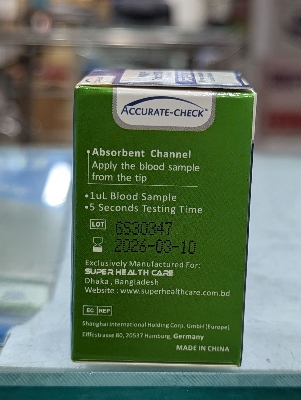 ACCURATE-CHECK™
• Absorbent Channel
Apply the blood sample
from the tip
• 1uL Blood Sample
• 5 Seconds Testing Time
LOT 6S30347
2026-03-10
Exclusively Manufactured For:
SUPER HEALTH CARE
Dhaka, Bangladesh
Website : www.superhealthcare.com.bd
EC REP
Shanghai International Holding Corp. GmbH (Europe)
Eiffestrasse 80, 20537 Hamburg, Germany
MADE IN CHINA